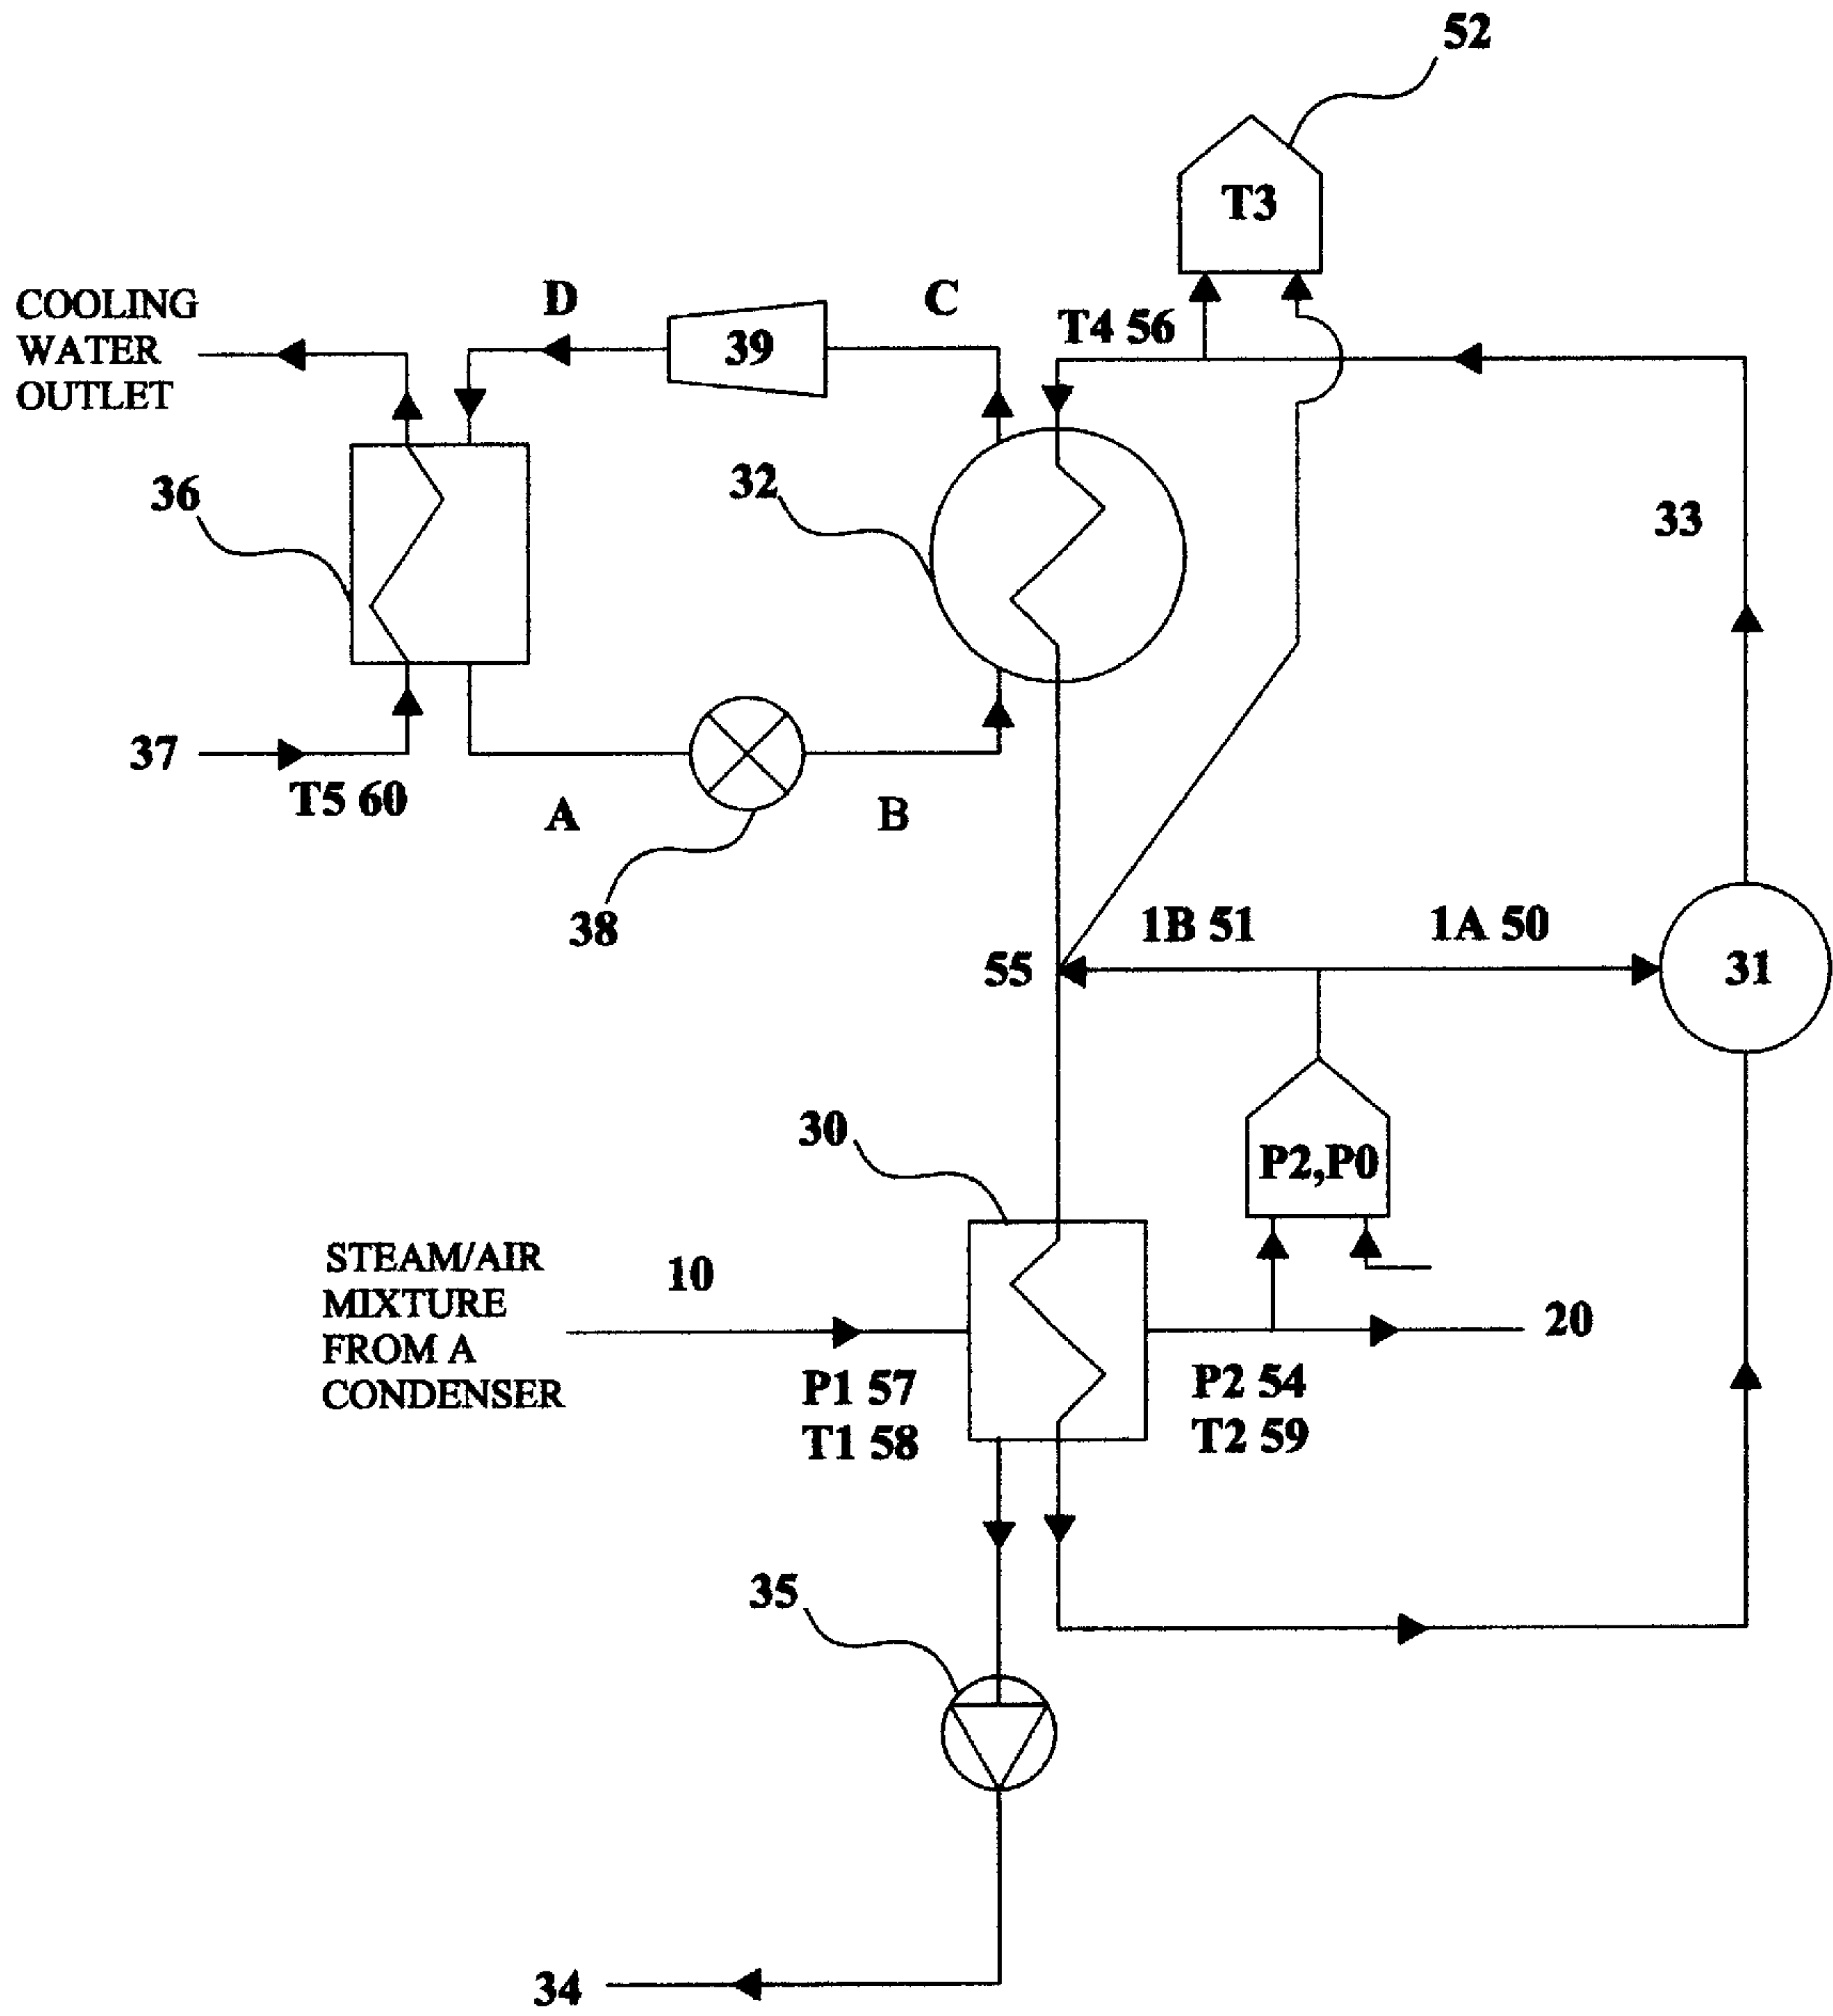 52
T3
COOLING
WATER
OUTLET
D
39
C
T4 56
36
32
33
37
T5 60
A
B
38
1B 51
1A 50
55
31
30
P2,P0
STEAM/AIR
MIXTURE
FROM A
CONDENSER
10
20
P1 57
T1 58
P2 54
T2 59
35
34